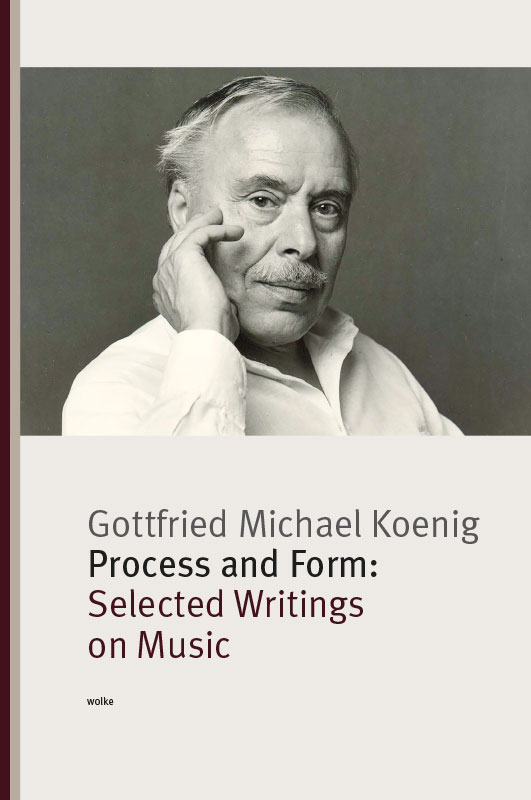 Gottfried Michael Koenig
Process and Form:
Selected Writings
on Music
wolke